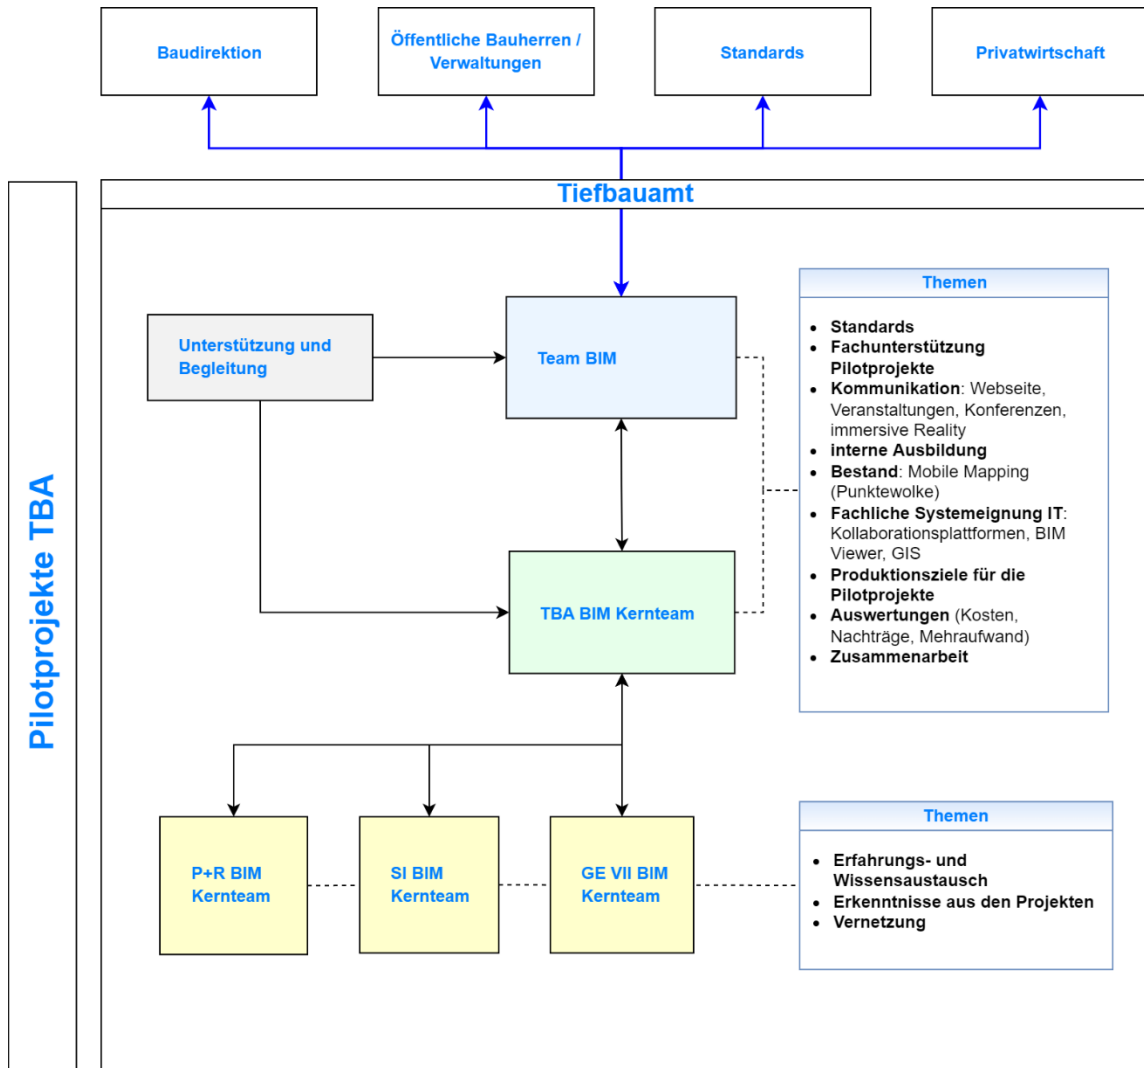 Baudirektion
Öffentliche Bauherren /
Verwaltungen
Standards
Privatwirtschaft
Pilotprojekte TBA
Tiefbauamt
Unterstützung und
Begleitung
Team BIM
TBA BIM Kernteam
Themen
• Standards
• Fachunterstützung
Pilotprojekte
• Kommunikation: Webseite,
Veranstaltungen, Konferenzen,
immersive Reality
• interne Ausbildung
• Bestand: Mobile Mapping
(Punktewolke)
• Fachliche Systemeignung IT:
Kollaborationsplattformen, BIM
Viewer, GIS
• Produktionsziele für die
Pilotprojekte
• Auswertungen (Kosten,
Nachträge, Mehraufwand)
• Zusammenarbeit
P+R BIM
Kernteam
SI BIM
Kernteam
GE VII BIM
Kernteam
Themen
• Erfahrungs- und
Wissensaustausch
• Erkenntnisse aus den Projekten
• Vernetzung